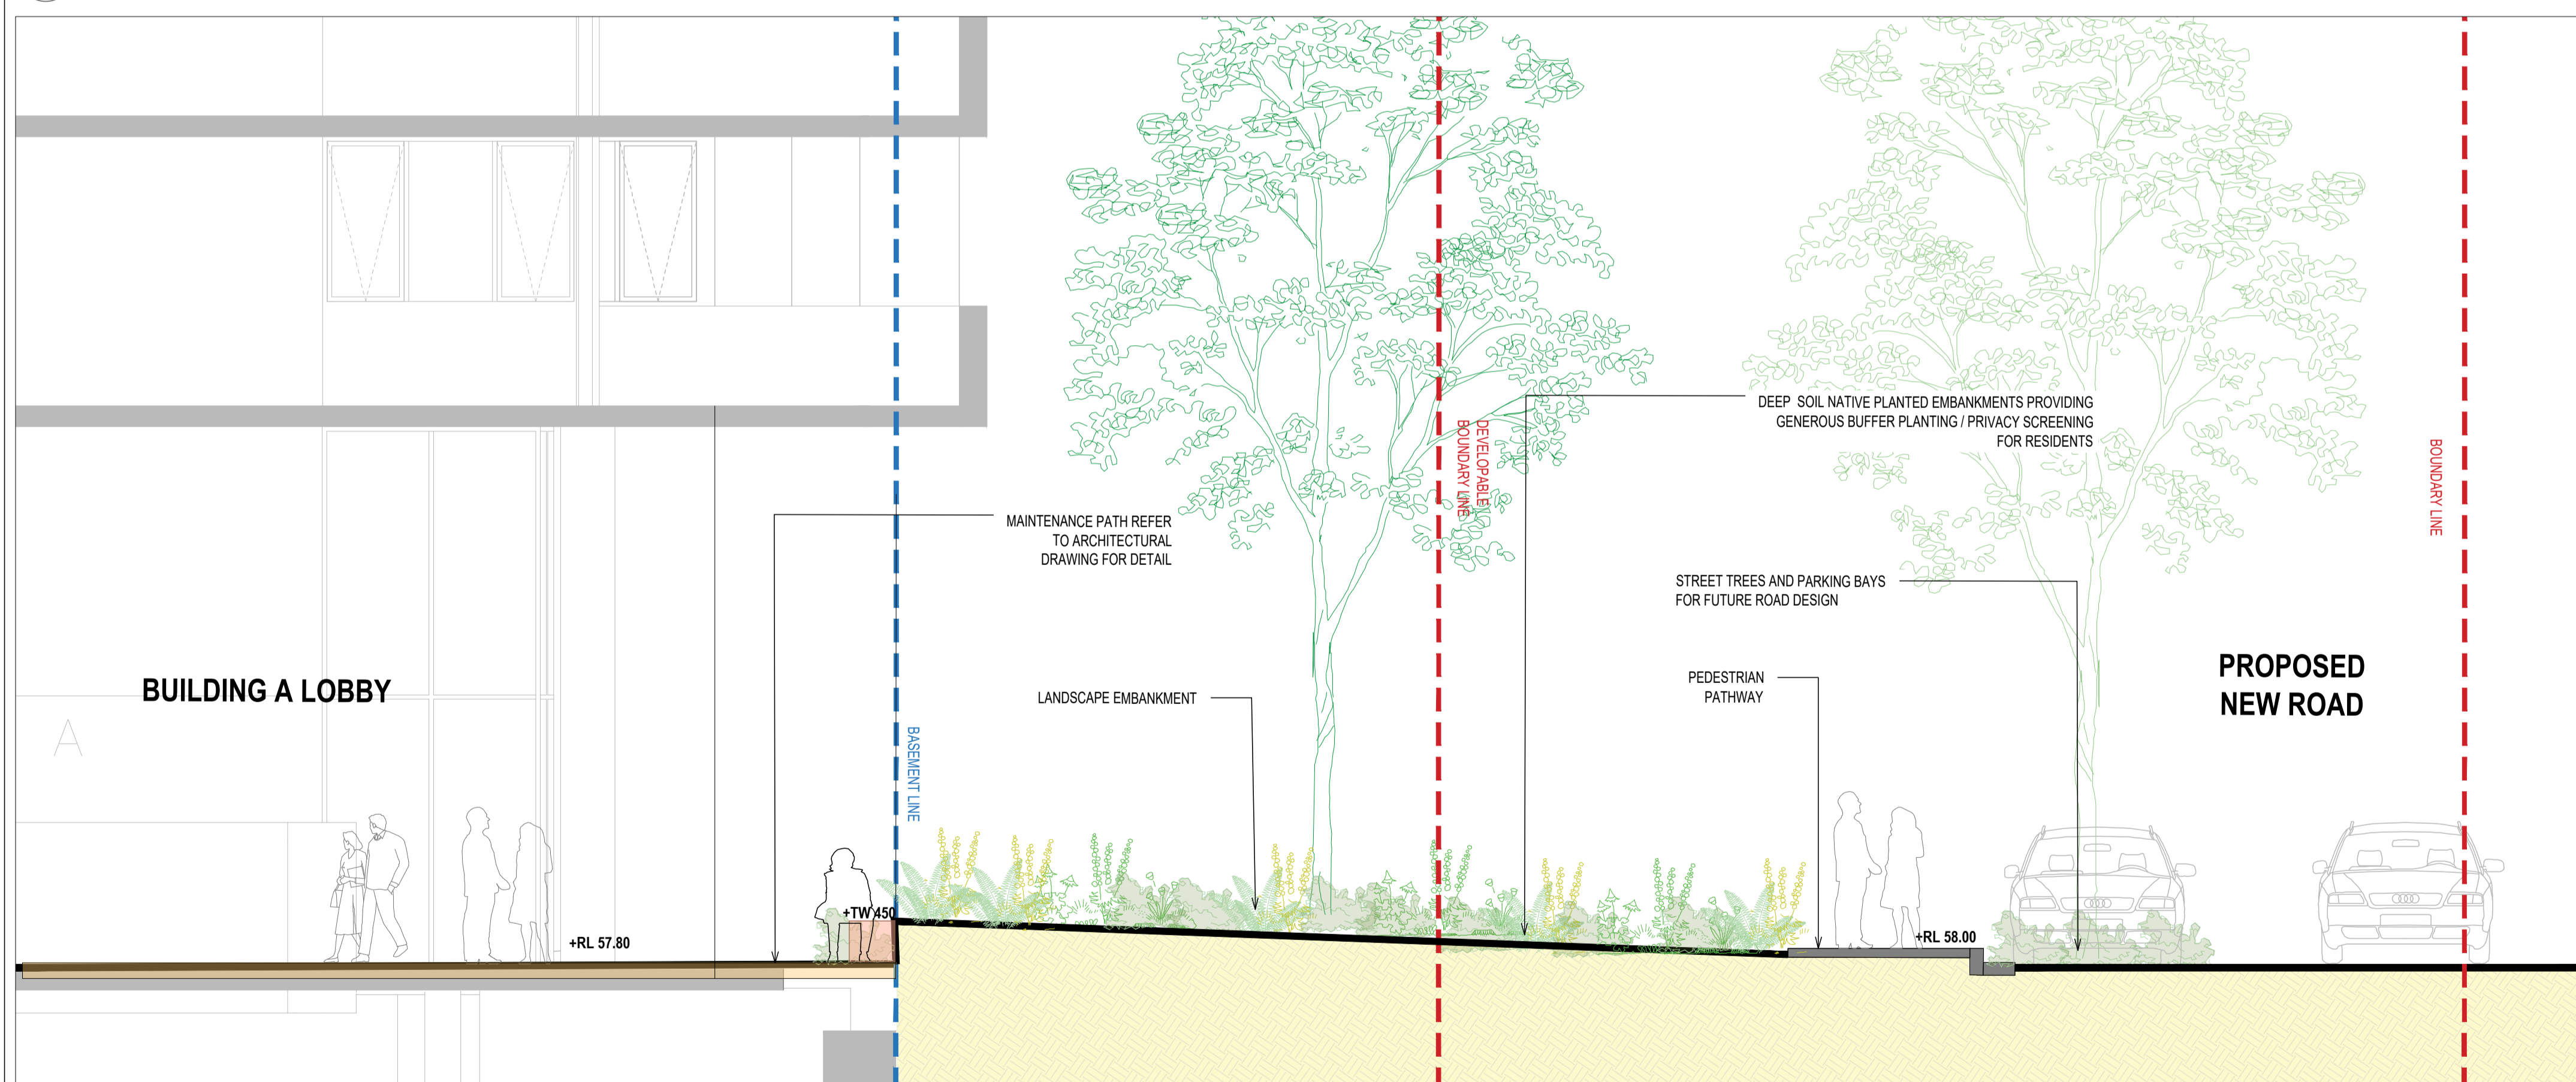 DEEP SOIL NATIVE PLANTED EMBANKMENTS PROVIDING
GENEROUS BUFFER PLANTING / PRIVACY SCREENING
FOR RESIDENTS
DEVELOPABLE
BOUNDARY LINE
BOUNDARY LINE
MAINTENANCE PATH REFER
TO ARCHITECTURAL
DRAWING FOR DETAIL
STREET TREES AND PARKING BAYS
FOR FUTURE ROAD DESIGN
BUILDING A LOBBY
A
LANDSCAPE EMBANKMENT
PEDESTRIAN
PATHWAY
PROPOSED
NEW ROAD
BASEMENT LINE
+TW 450
+RL 57.80
+RL 58.00